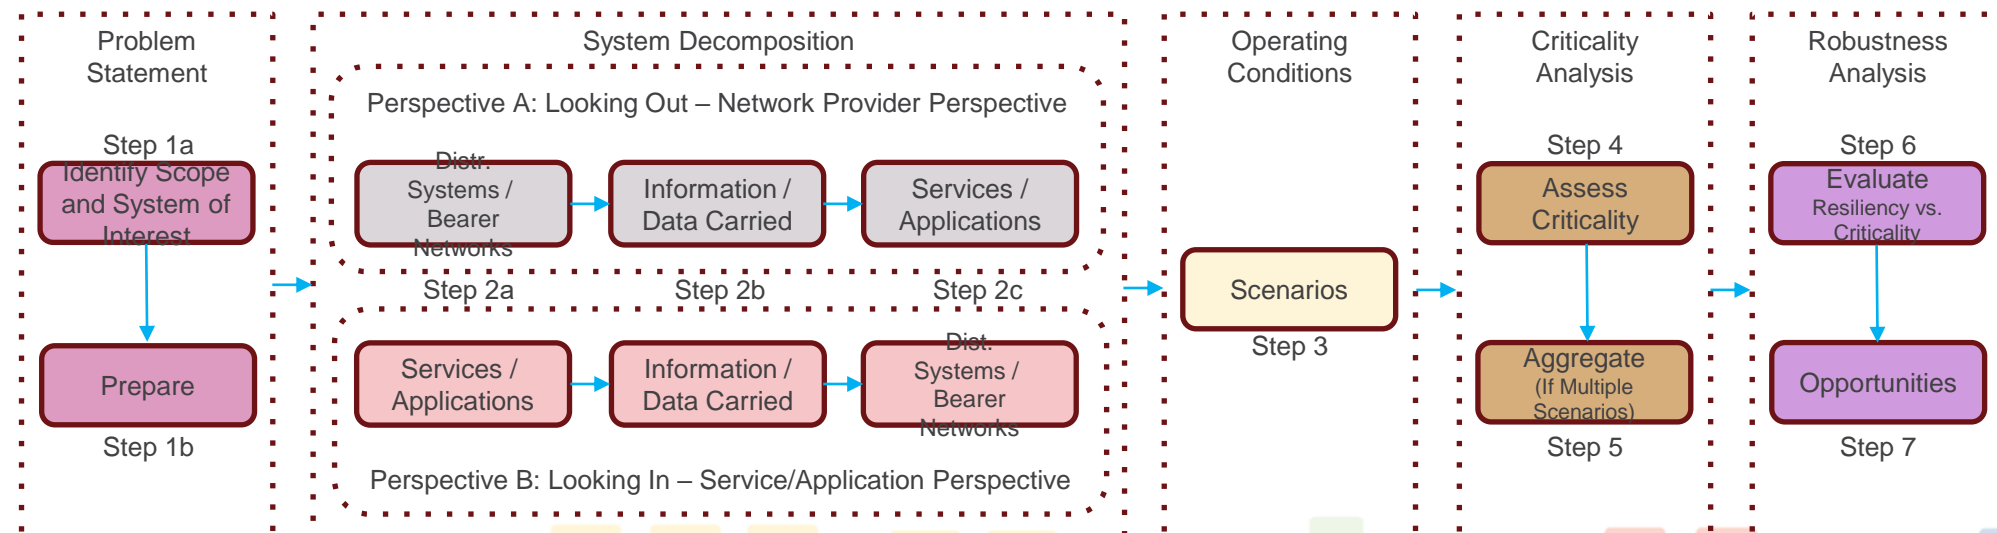 Problem
Statement
Step 1a
Identify Scope
and System of
Interest
Prepare
Step 1b
System Decomposition
Perspective A: Looking Out – Network Provider Perspective
Distr.
Systems /
Bearer
Networks
Information /
Data Carried
Services /
Applications
Step 2a
Step 2b
Step 2c
Services /
Applications
Information /
Data Carried
Dist.
Systems /
Bearer
Networks
Perspective B: Looking In – Service/Application Perspective
Operating
Conditions
Scenarios
Step 3
Criticality
Analysis
Step 4
Assess
Criticality
Aggregate
(If Multiple
Scenarios)
Step 5
Robustness
Analysis
Step 6
Evaluate
Resiliency vs.
Criticality
Opportunities
Step 7